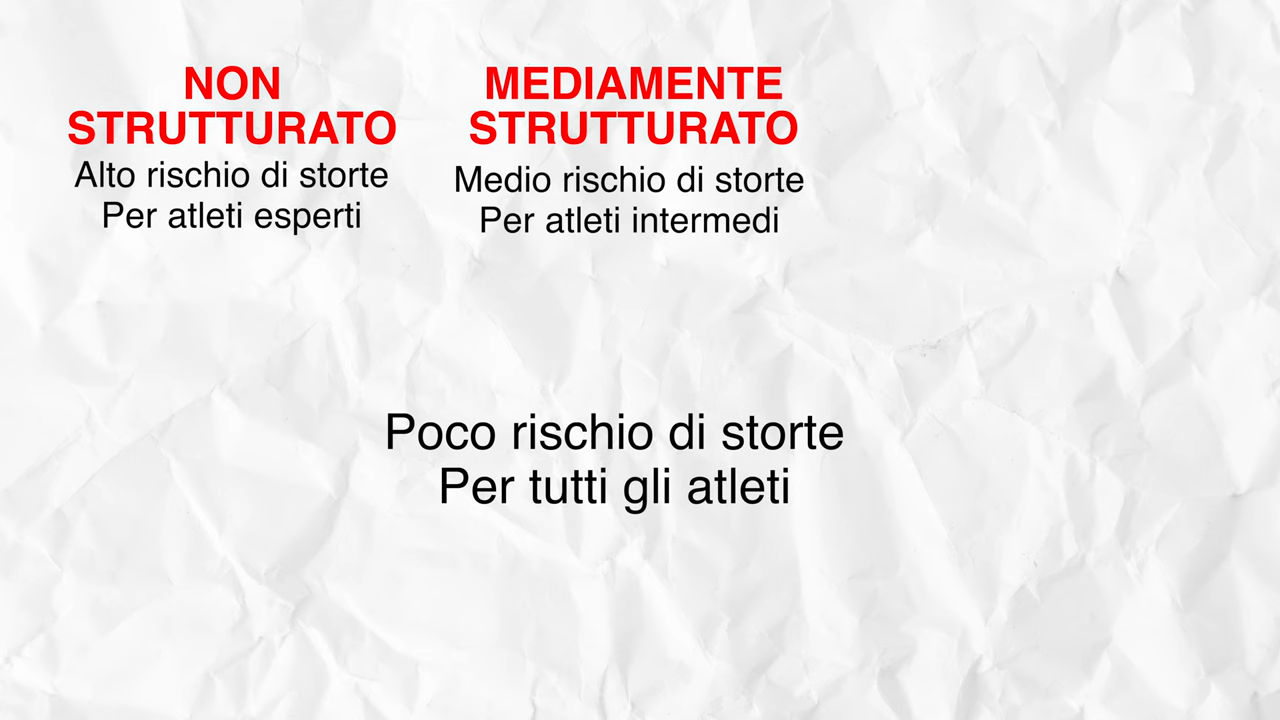 NON
STRUTTURATO
Alto rischio di storte
Per atleti esperti
MEDIAMENTE
STRUTTURATO
Medio rischio di storte
Per atleti intermedi
Poco rischio di storte
Per tutti gli atleti